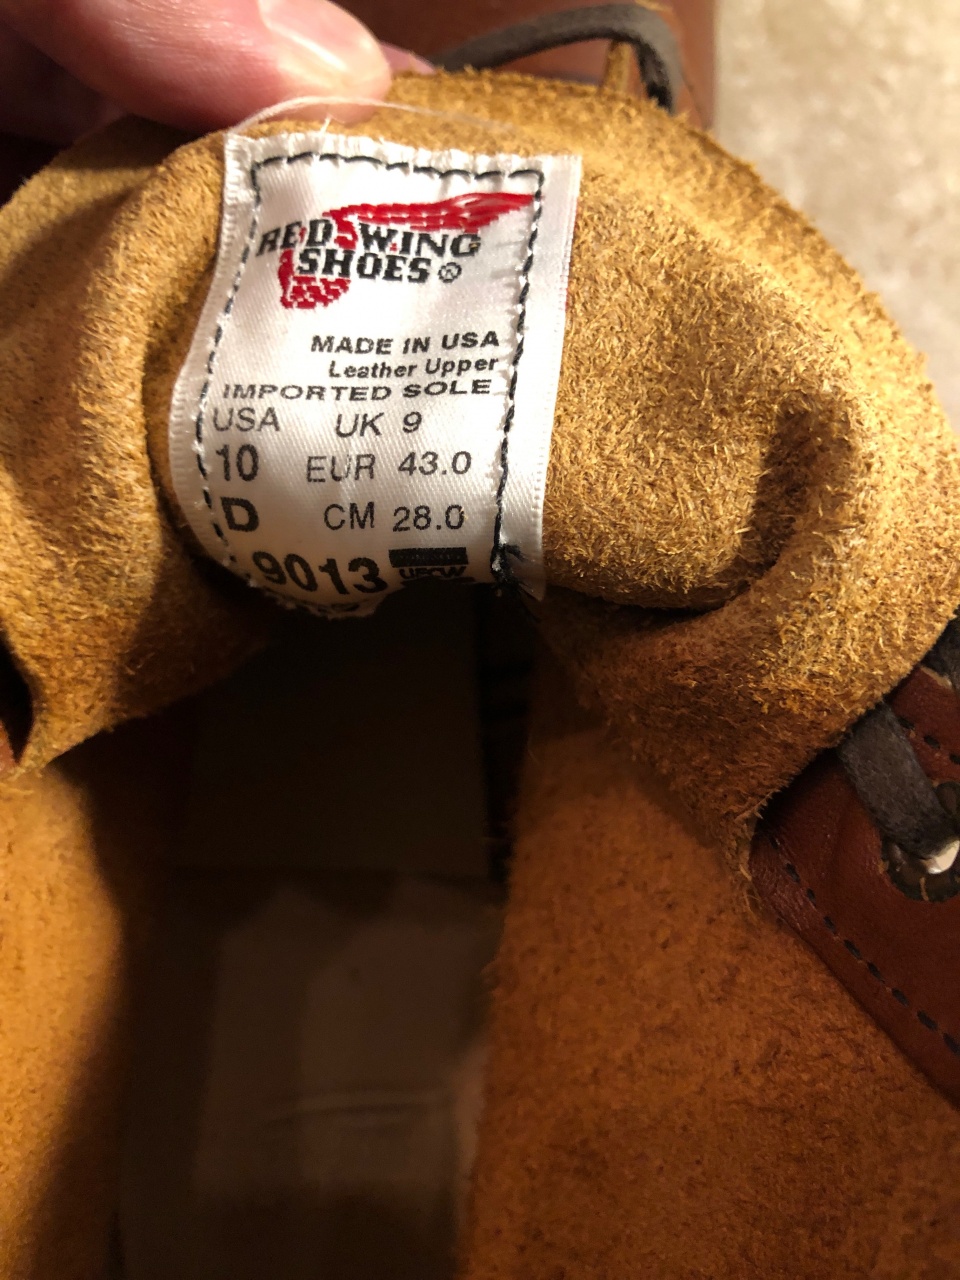 RED WING
SHOES®
MADE IN USA
Leather Upper
IMPORTED SOLE
USA UK 9
10 EUR 43.0
D CM 28.0
9013